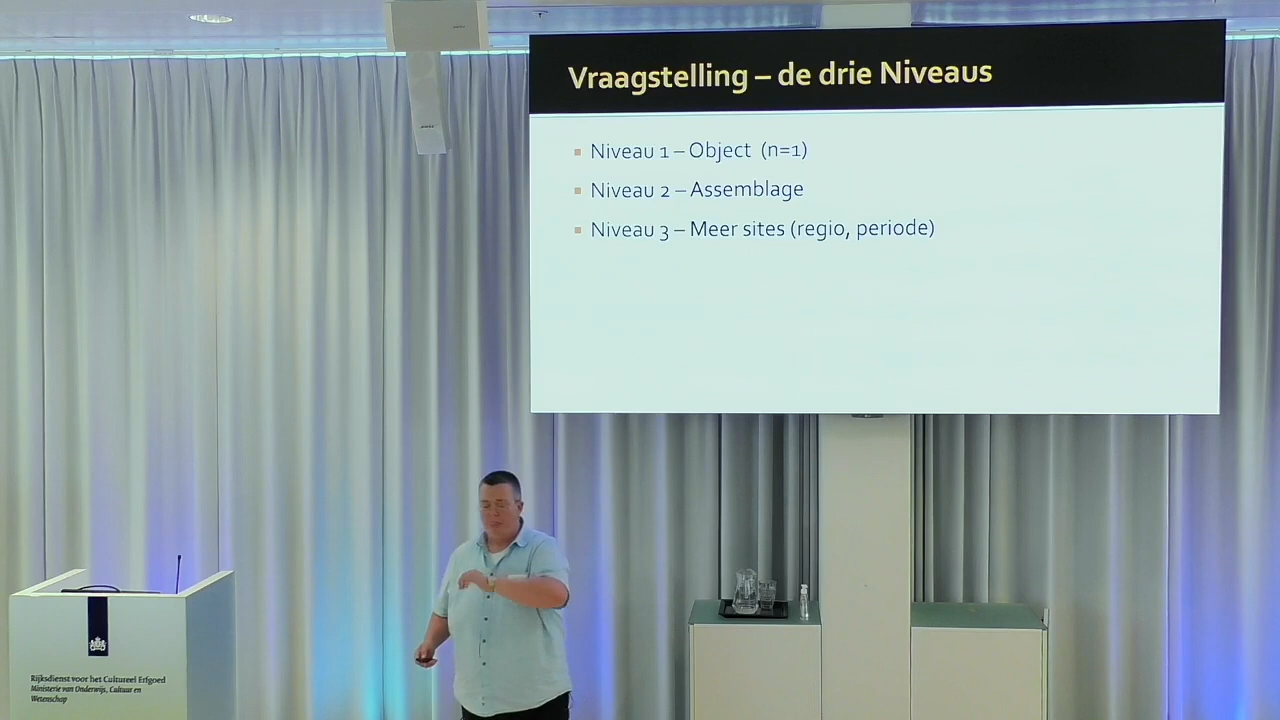 Vraagstelling – de drie Niveaus
Niveau 1 – Object (n=1)
Niveau 2 – Assemblage
Niveau 3 – Meer sites (regio, periode)
Rijksdienst voor het Cultureel Erfgoed
Ministerie van Onderwijs, Cultuur en
Wetenschap